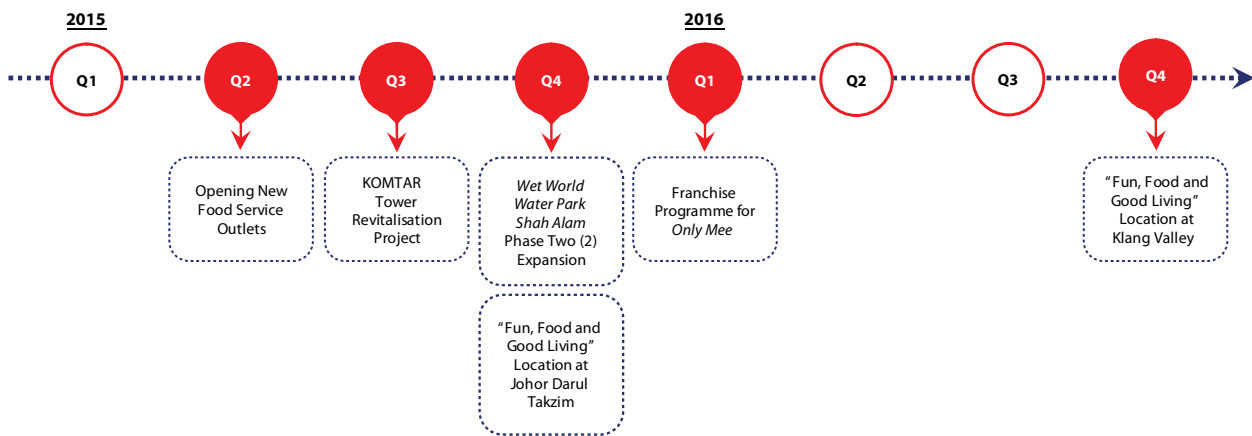 2015
2016
Q1
Q2
Q3
Q4
Q1
Q2
Q3
Q4
Opening New
Food Service
Outlets
KOMTAR
Tower
Revitalisation
Project
Wet World
Water Park
Shah Alam
Phase Two (2)
Expansion
"Fun, Food and
Good Living"
Location at
Johor Darul
Takzim
Franchise
Programme for
Only Mee
"Fun, Food and
Good Living"
Location at
Klang Valley